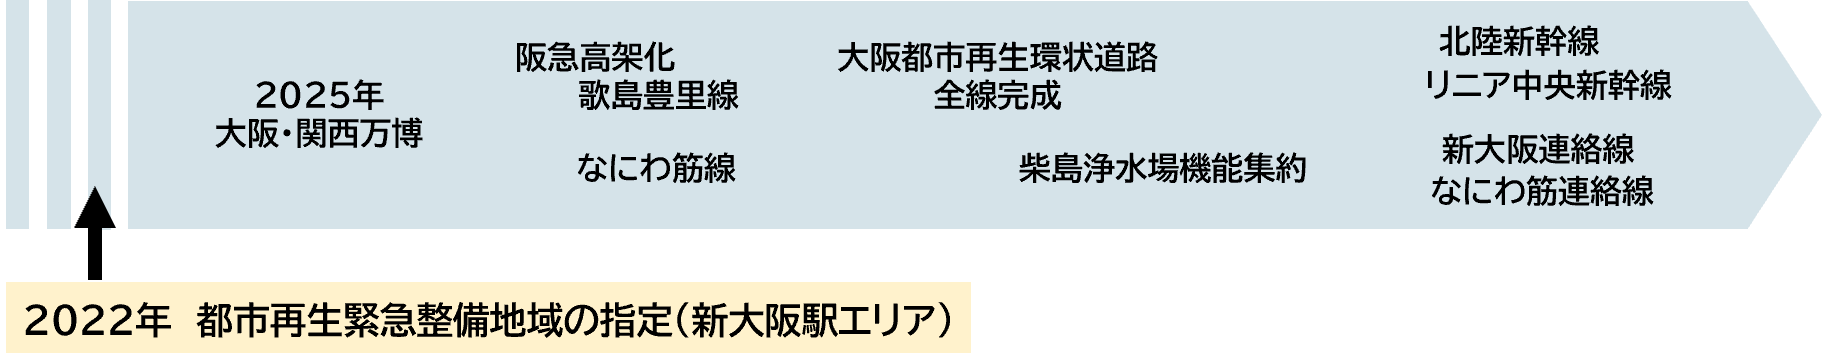 2025年
大阪・関西万博
阪急高架化
歌島豊里線
なにわ筋線
大阪都市再生環状道路
全線完成
柴島浄水場機能集約
北陸新幹線
リニア中央新幹線
新大阪連絡線
なにわ筋連絡線
2022年　都市再生緊急整備地域の指定（新大阪駅エリア）